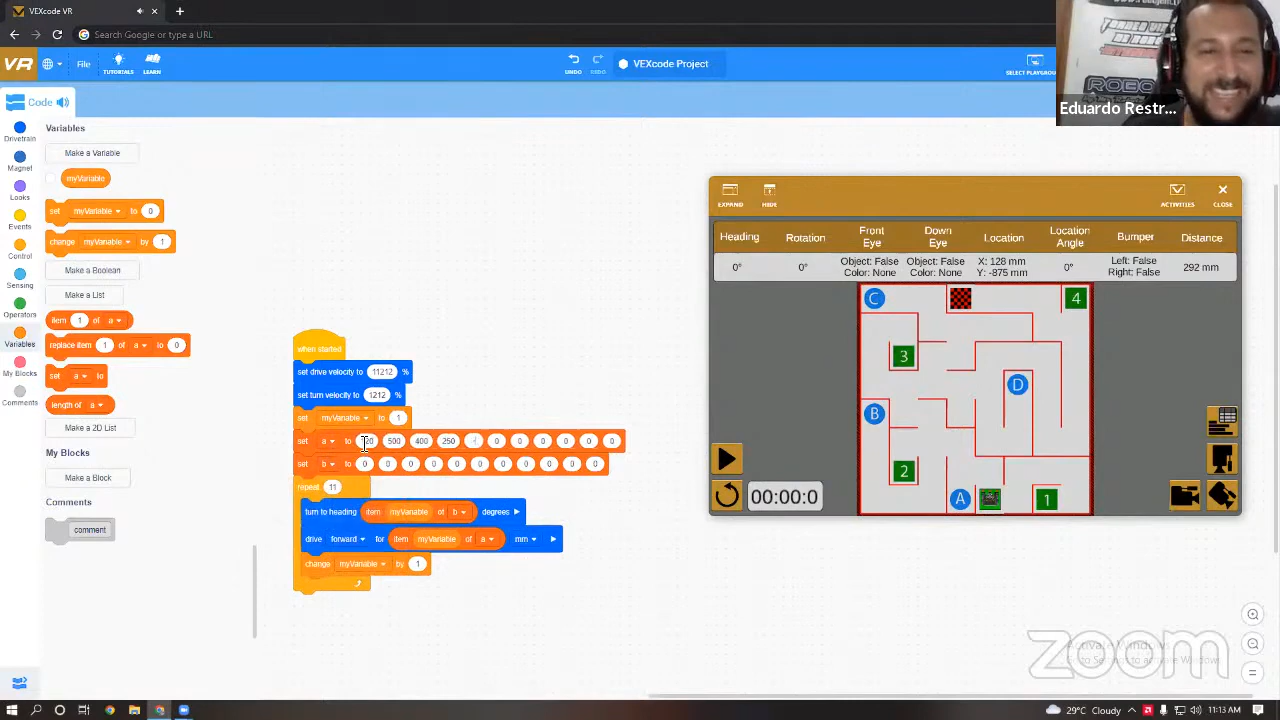 VEXcode VR
Search Google or type a URL
VR
File
TUTORIALS
LEARN
UNDO
REDO
VEXcode Project
SELECT PLAYGROU
Eduardo Restr...
Code
Drivetrain
Magnet
Looks
Events
Control
Sensing
Operators
Variables
My Blocks
Comments
Variables
Make a Variable
myVariable
set myVariable to 0
change myVariable by 1
Make a Boolean
Make a List
item 1 of a
replace item 1 of a to 0
set a to
length of a
Make a 2D List
My Blocks
Make a Block
Comments
comment
when started
set drive velocity to 11212 %
set turn velocity to 1212 %
set myVariable to 1
set a to 500 400 250 0 0 0 0 0 0
set b to 0 0 0 0 0 0 0 0 0 0 0
repeat 11
turn to heading item myVariable of b degrees
drive forward for item myVariable of a mm
change myVariable by 1
EXPAND
HIDE
ACTIVITIES
CLOSE
Heading Rotation Front Eye Down Eye Location Location Angle Bumper Distance
0° 0° Object: False Color: None Object: False Color: None X: 128 mm Y: -875 mm 0° Left: False Right: False 292 mm
C 4
3
D
B
2
A 1
00:00:0
zoom
Activate Windows
29°C Cloudy
11:13 AM